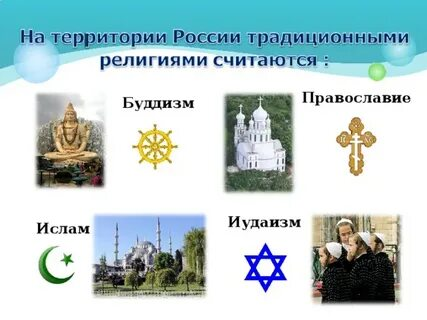 На территории России традиционными
религиями считаются :
Буддизм
Православие
Ислам
Иудаизм